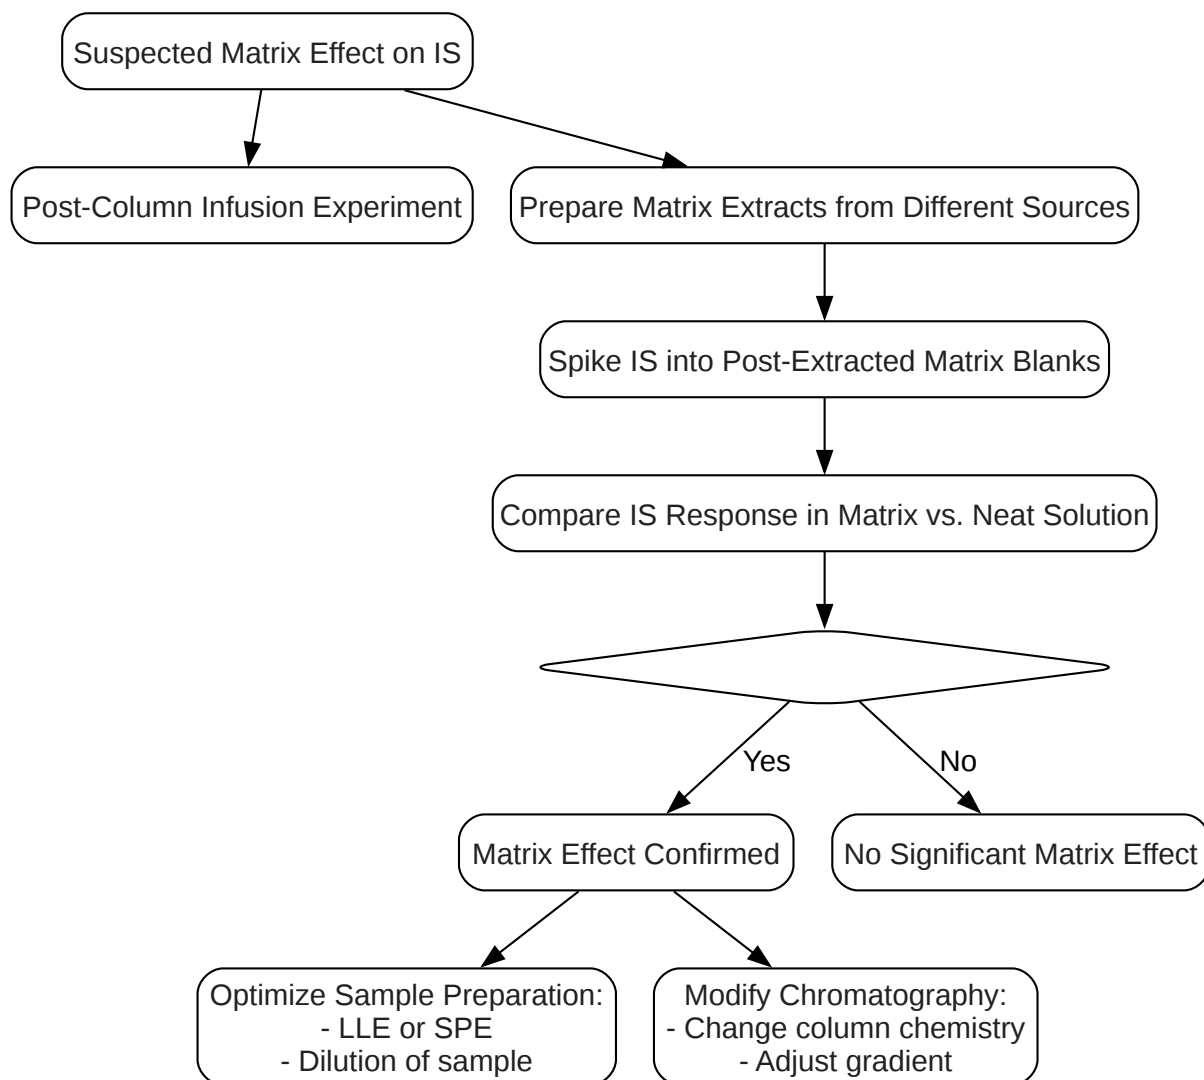 Suspected Matrix Effect on IS
Post-Column Infusion Experiment
Prepare Matrix Extracts from Different Sources
Spike IS into Post-Extracted Matrix Blanks
Compare IS Response in Matrix vs. Neat Solution
Yes
No
Matrix Effect Confirmed
No Significant Matrix Effect
Optimize Sample Preparation:
- LLE or SPE
- Dilution of sample
Modify Chromatography:
- Change column chemistry
- Adjust gradient